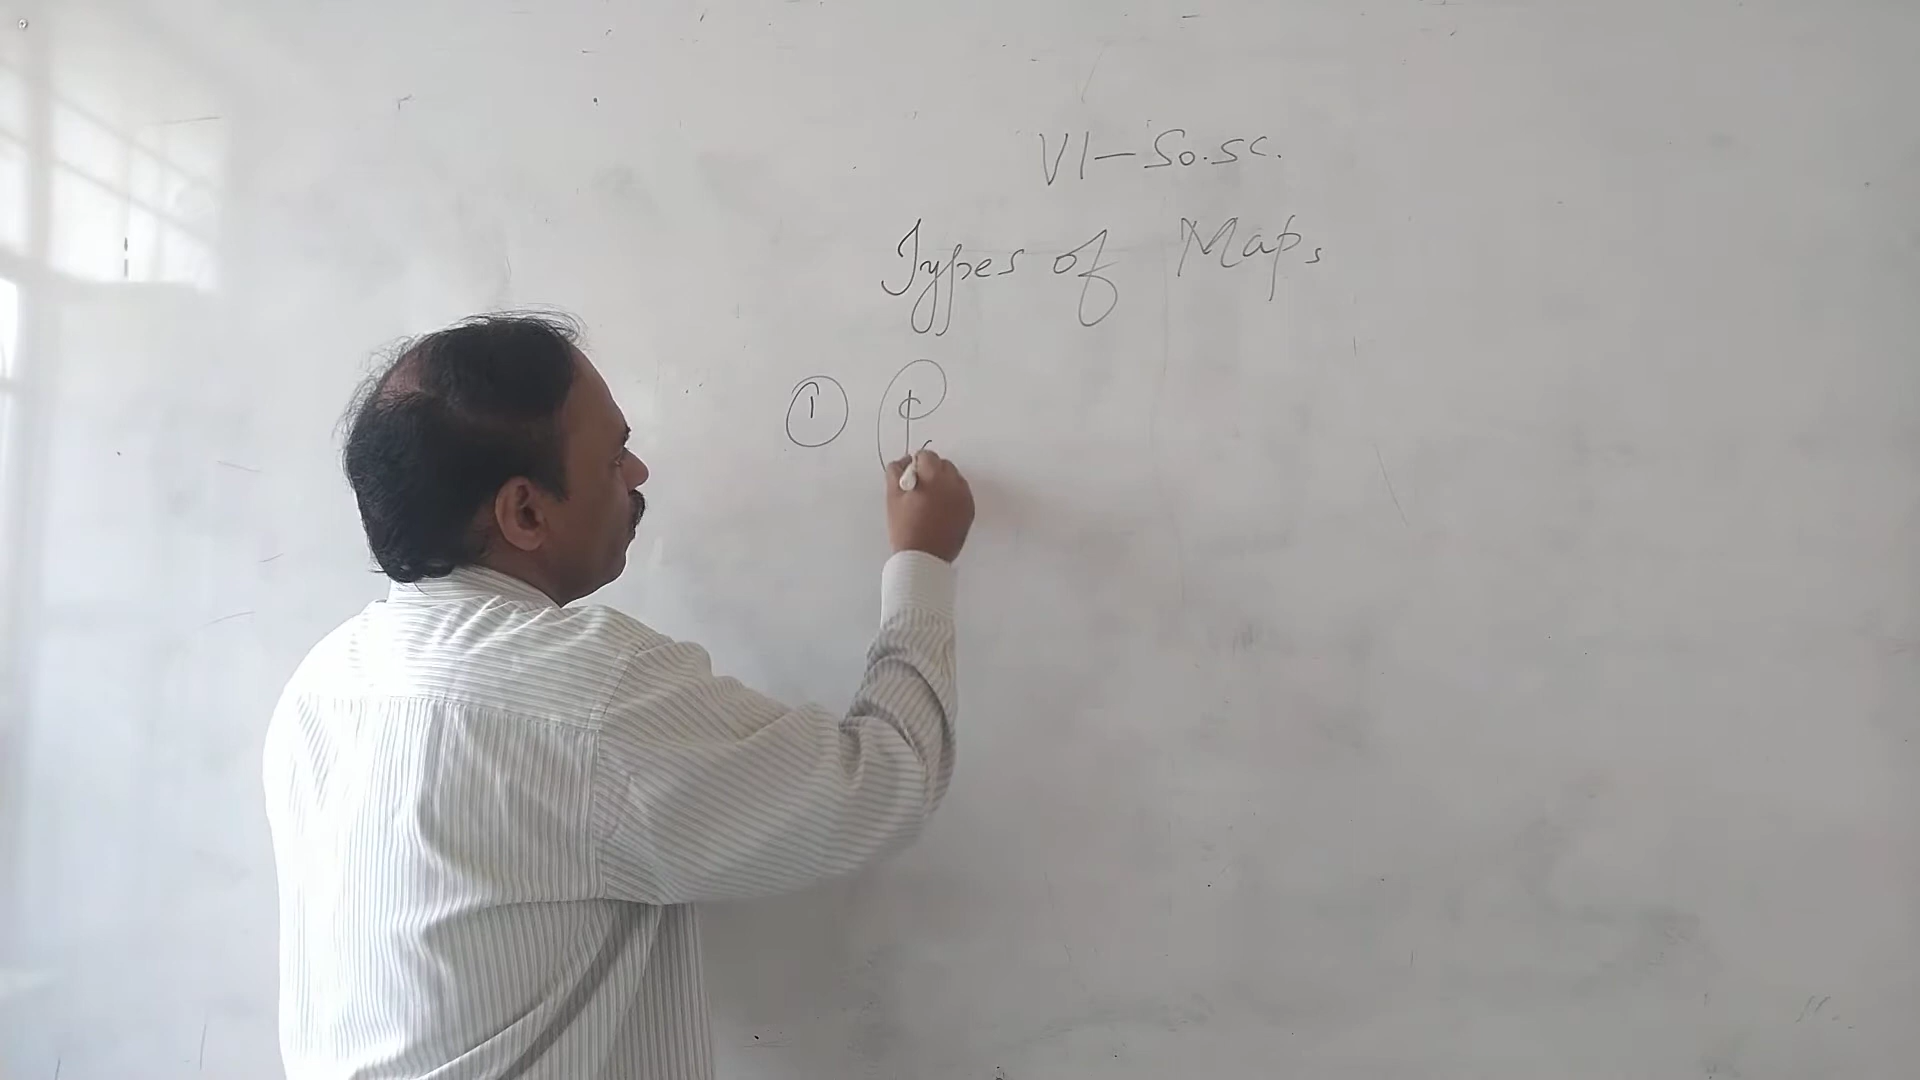 VI - So.Sc.
Types of Maps
① P